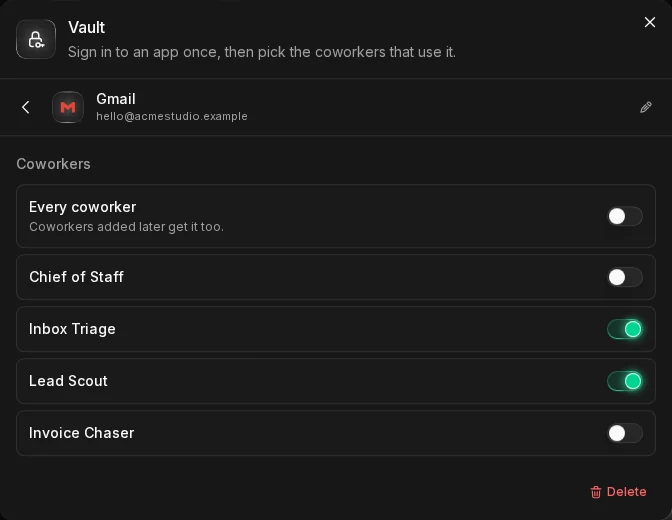 Vault
Sign in to an app once, then pick the coworkers that use it.
Gmail
hello@acmestudio.example
Coworkers
Every coworker
Coworkers added later get it too.
Chief of Staff
Inbox Triage
Lead Scout
Invoice Chaser
Delete